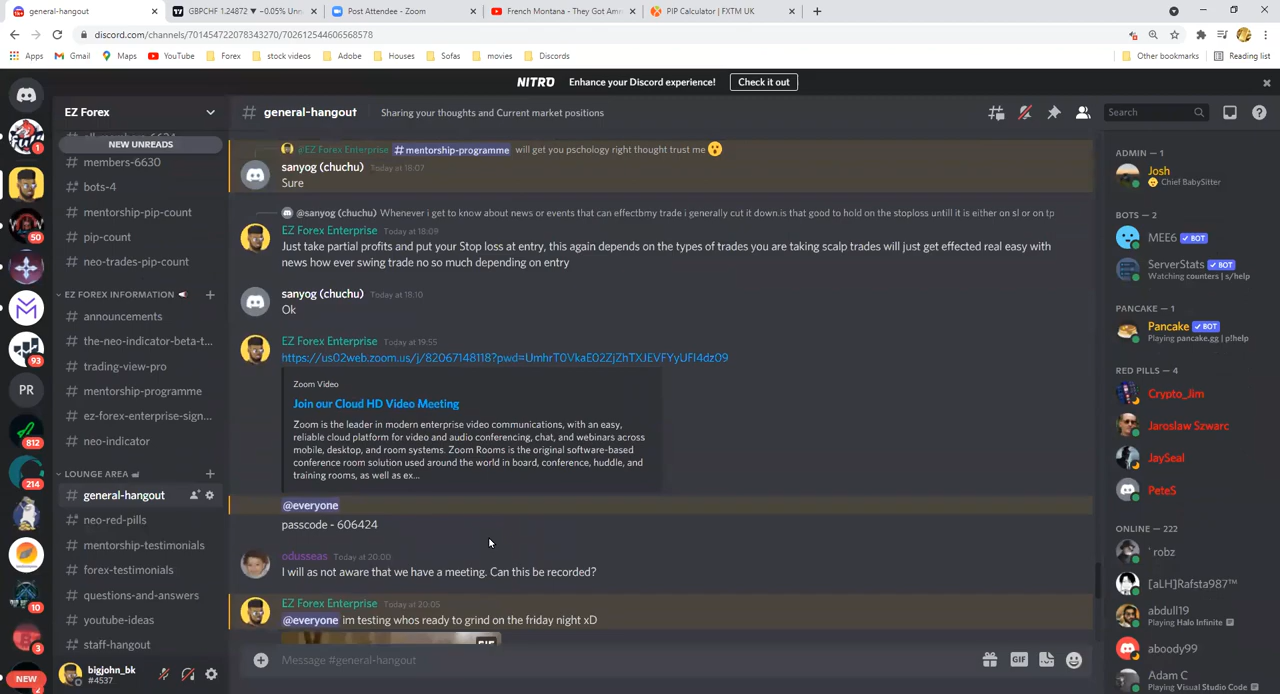 general-hangout
GBPCHF 1.24872 ▼ −0.05% Unn
Post Attendee - Zoom
French Montana - They Got Am
PIP Calculator | FXTM UK
discord.com/channels/701454722078343270/702612544606568578
Apps
Gmail
Maps
YouTube
Forex
stock videos
Adobe
Houses
Sofas
movies
Discords
Other bookmarks
Reading list
NITRO Enhance your Discord experience! Check it out
EZ Forex
# general-hangout
Sharing your thoughts and Current market positions
Search
NEW UNREADS
members-6630
bots-4
mentorship-pip-count
pip-count
neo-trades-pip-count
EZ FOREX INFORMATION
announcements
the-neo-indicator-beta-t...
trading-view-pro
mentorship-programme
ez-forex-enterprise-sign...
neo-indicator
LOUNGE AREA
general-hangout
neo-red-pills
mentorship-testimonials
forex-testimonials
questions-and-answers
youtube-ideas
staff-hangout
bigjohn_bk
#4537
1
50
93
PR
812
214
10
3
NEW
2
@EZ Forex Enterprise # mentorship-programme will get you pschology right thought trust me
sanyog (chuchu) Today at 18:07
Sure
@sanyog (chuchu) Whenever i get to know about news or events that can effectbmy trade i generally cut it down.is that good to hold on the stoploss untill it is either on sl or on tp
EZ Forex Enterprise Today at 18:09
Just take partial profits and put your Stop loss at entry, this again depends on the types of trades you are taking scalp trades will just get effected real easy with
news how ever swing trade no so much depending on entry
sanyog (chuchu) Today at 18:10
Ok
EZ Forex Enterprise Today at 19:55
https://us02web.zoom.us/j/82067148118?pwd=UmhrT0VkaE02ZjZhTXJEVFYyUFI4dz09
Zoom Video
Join our Cloud HD Video Meeting
Zoom is the leader in modern enterprise video communications, with an easy,
reliable cloud platform for video and audio conferencing, chat, and webinars across
mobile, desktop, and room systems. Zoom Rooms is the original software-based
conference room solution used around the world in board, conference, huddle, and
training rooms, as well as ex...
@everyone
passcode - 606424
odusseas Today at 20:00
I will as not aware that we have a meeting. Can this be recorded?
EZ Forex Enterprise Today at 20:05
@everyone im testing whos ready to grind on the friday night xD
GIF
Message #general-hangout
GIF
ADMIN — 1
Josh
Chief BabySitter
BOTS — 2
MEE6 ✓ BOT
ServerStats ✓ BOT
Watching counters | s/help
PANCAKE — 1
Pancake ✓ BOT
Playing pancake.gg | p!help
RED PILLS — 4
Crypto_Jim
Jaroslaw Szwarc
JaySeal
PeteS
ONLINE — 222
' robz
[aLH]Rafsta987™
abdull19
Playing Halo Infinite
aboody99
Adam C
Playing Visual Studio Code